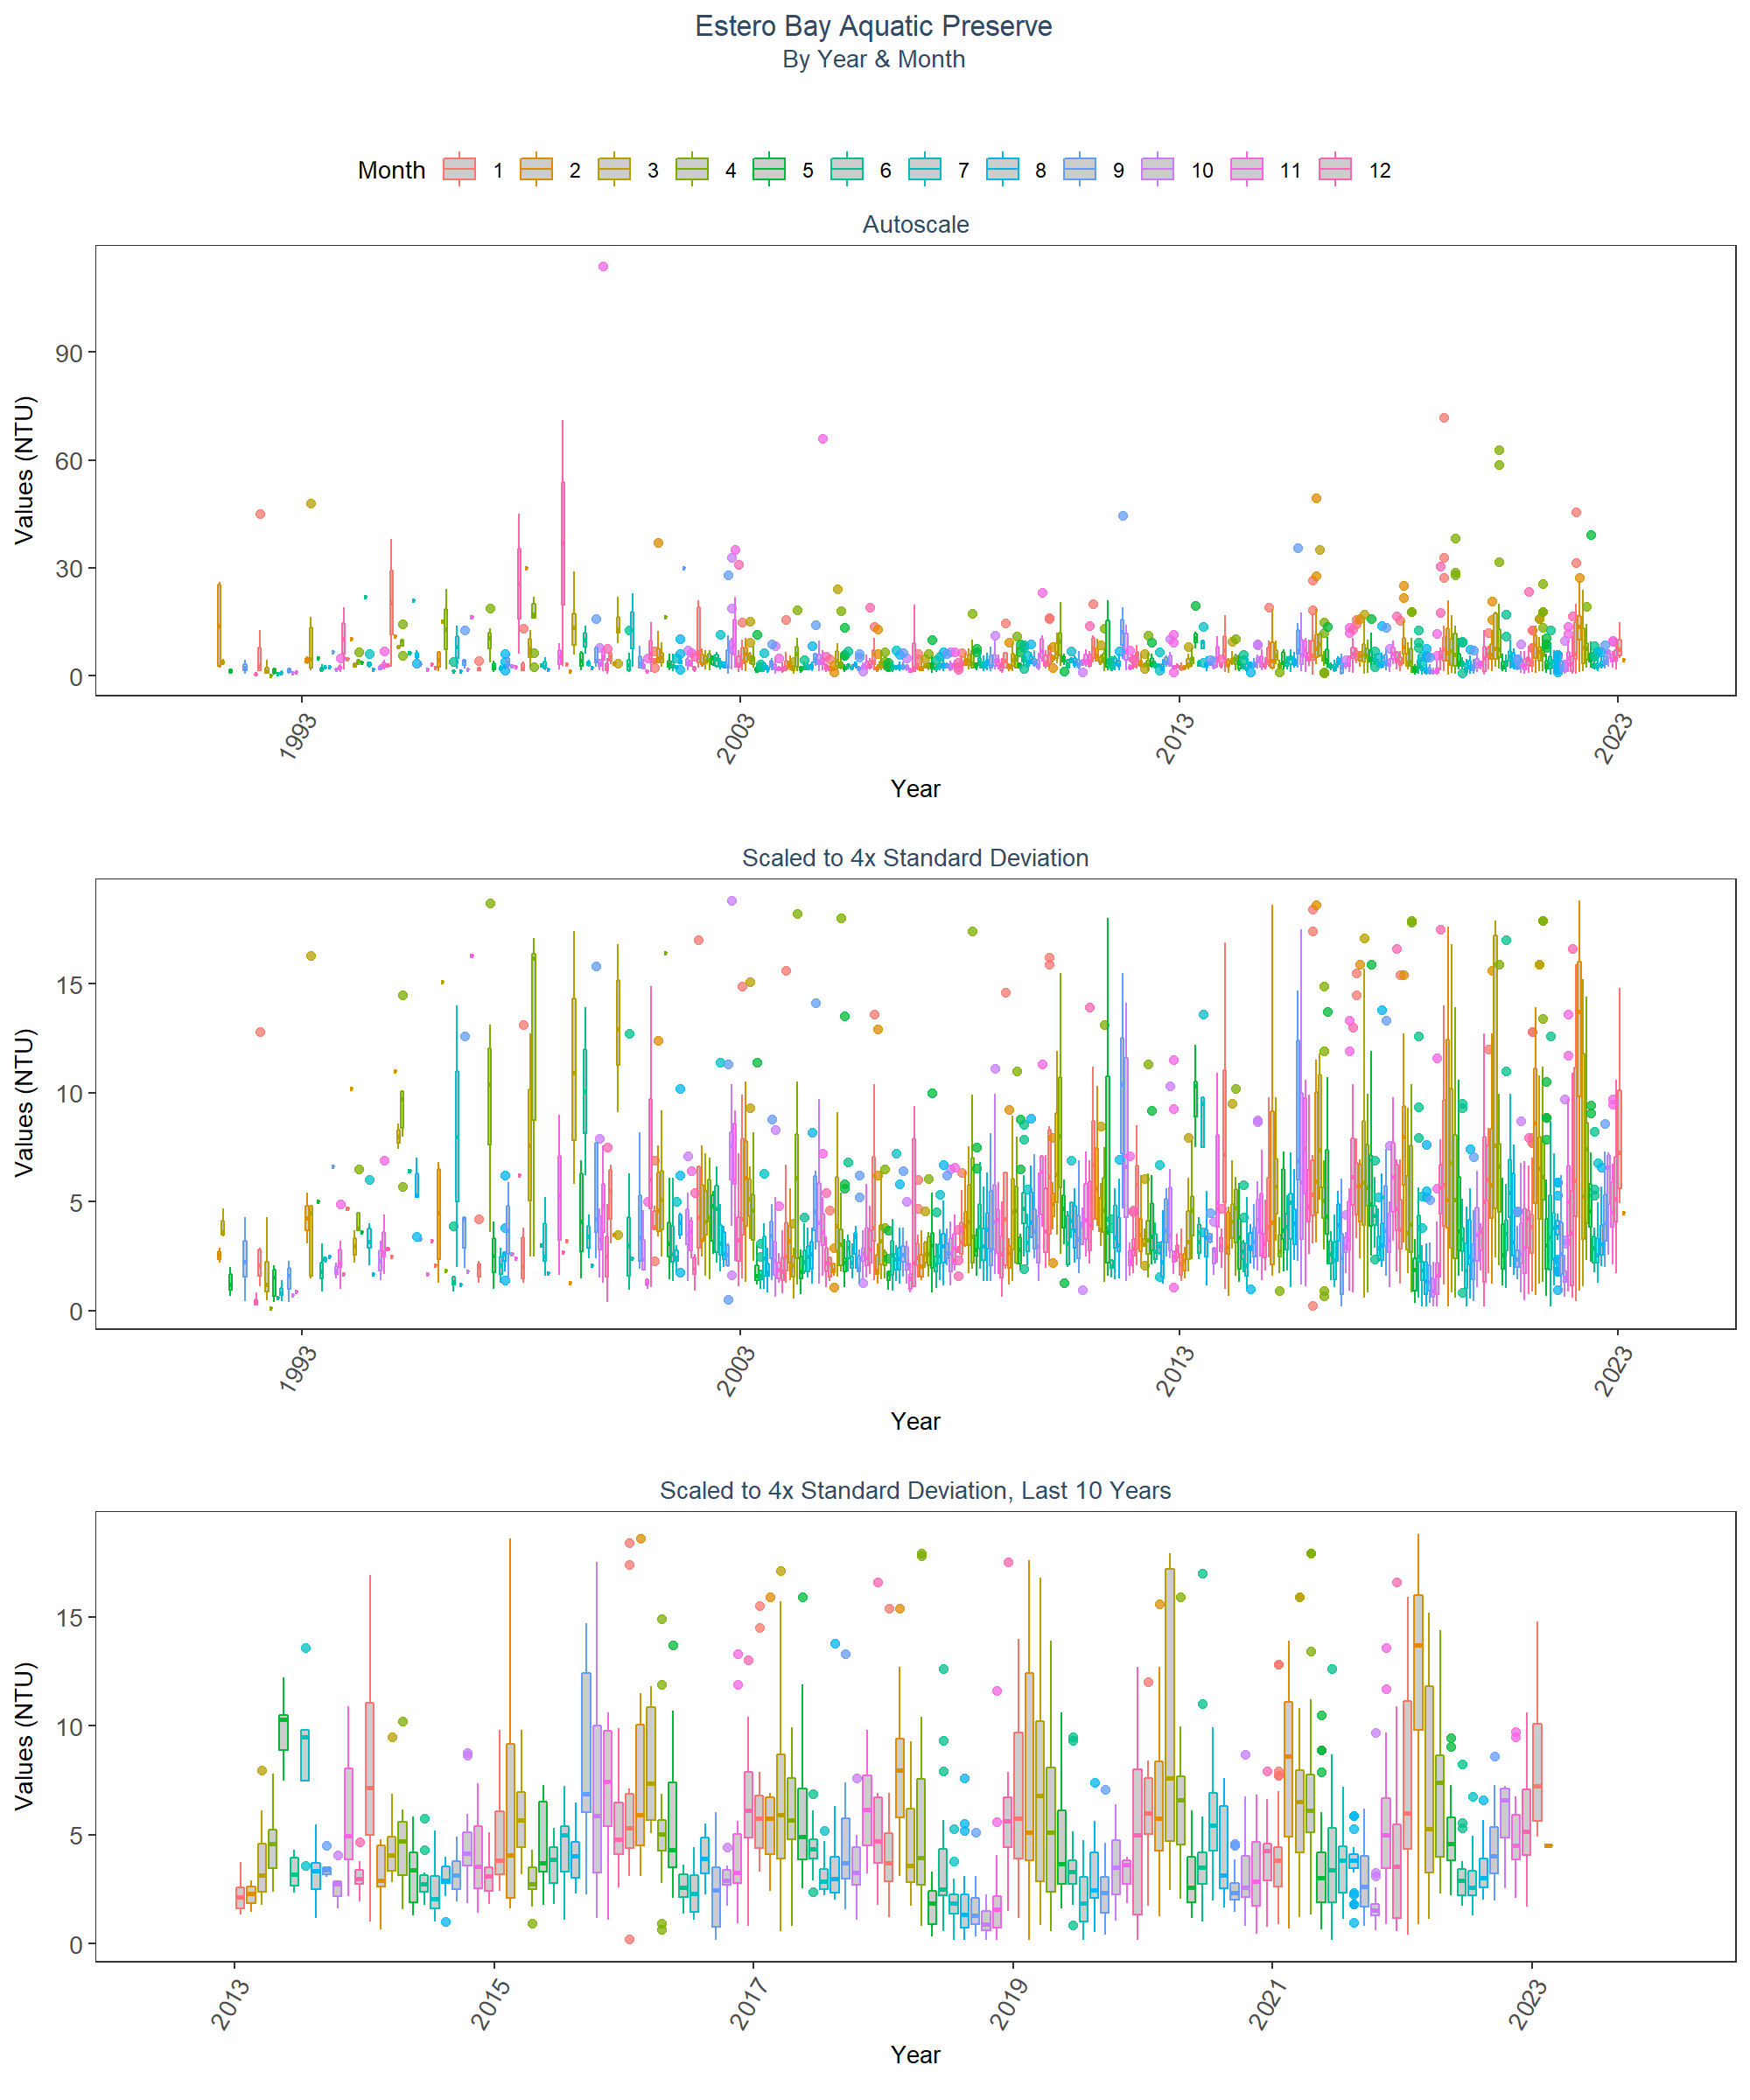 Estero Bay Aquatic Preserve
By Year & Month
Month 1 2 3 4 5 6 7 8 9 10 11 12
Autoscale
Values (NTU)
90
60
30
0
1993 2003 2013 2023
Year
Scaled to 4x Standard Deviation
Values (NTU)
15
10
5
0
1993 2003 2013 2023
Year
Scaled to 4x Standard Deviation, Last 10 Years
Values (NTU)
15
10
5
0
2013 2015 2017 2019 2021 2023
Year